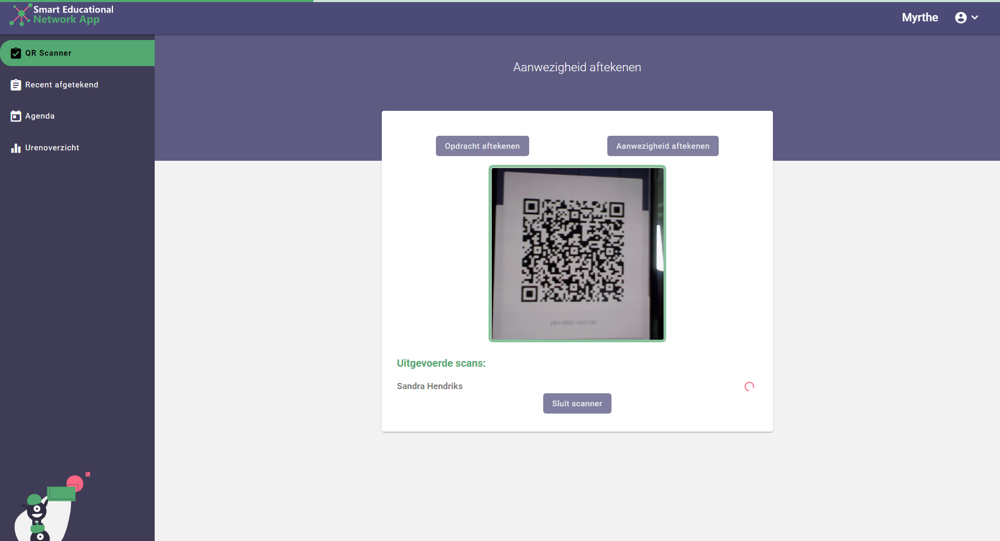 Smart Educational
Network App
Myrthe
QR Scanner
Recent afgetekend
Agenda
Urenoverzicht
Aanwezigheid aftekenen
Opdracht aftekenen
Aanwezigheid aftekenen
Uitgevoerde scans:
Sandra Hendriks
Sluit scanner